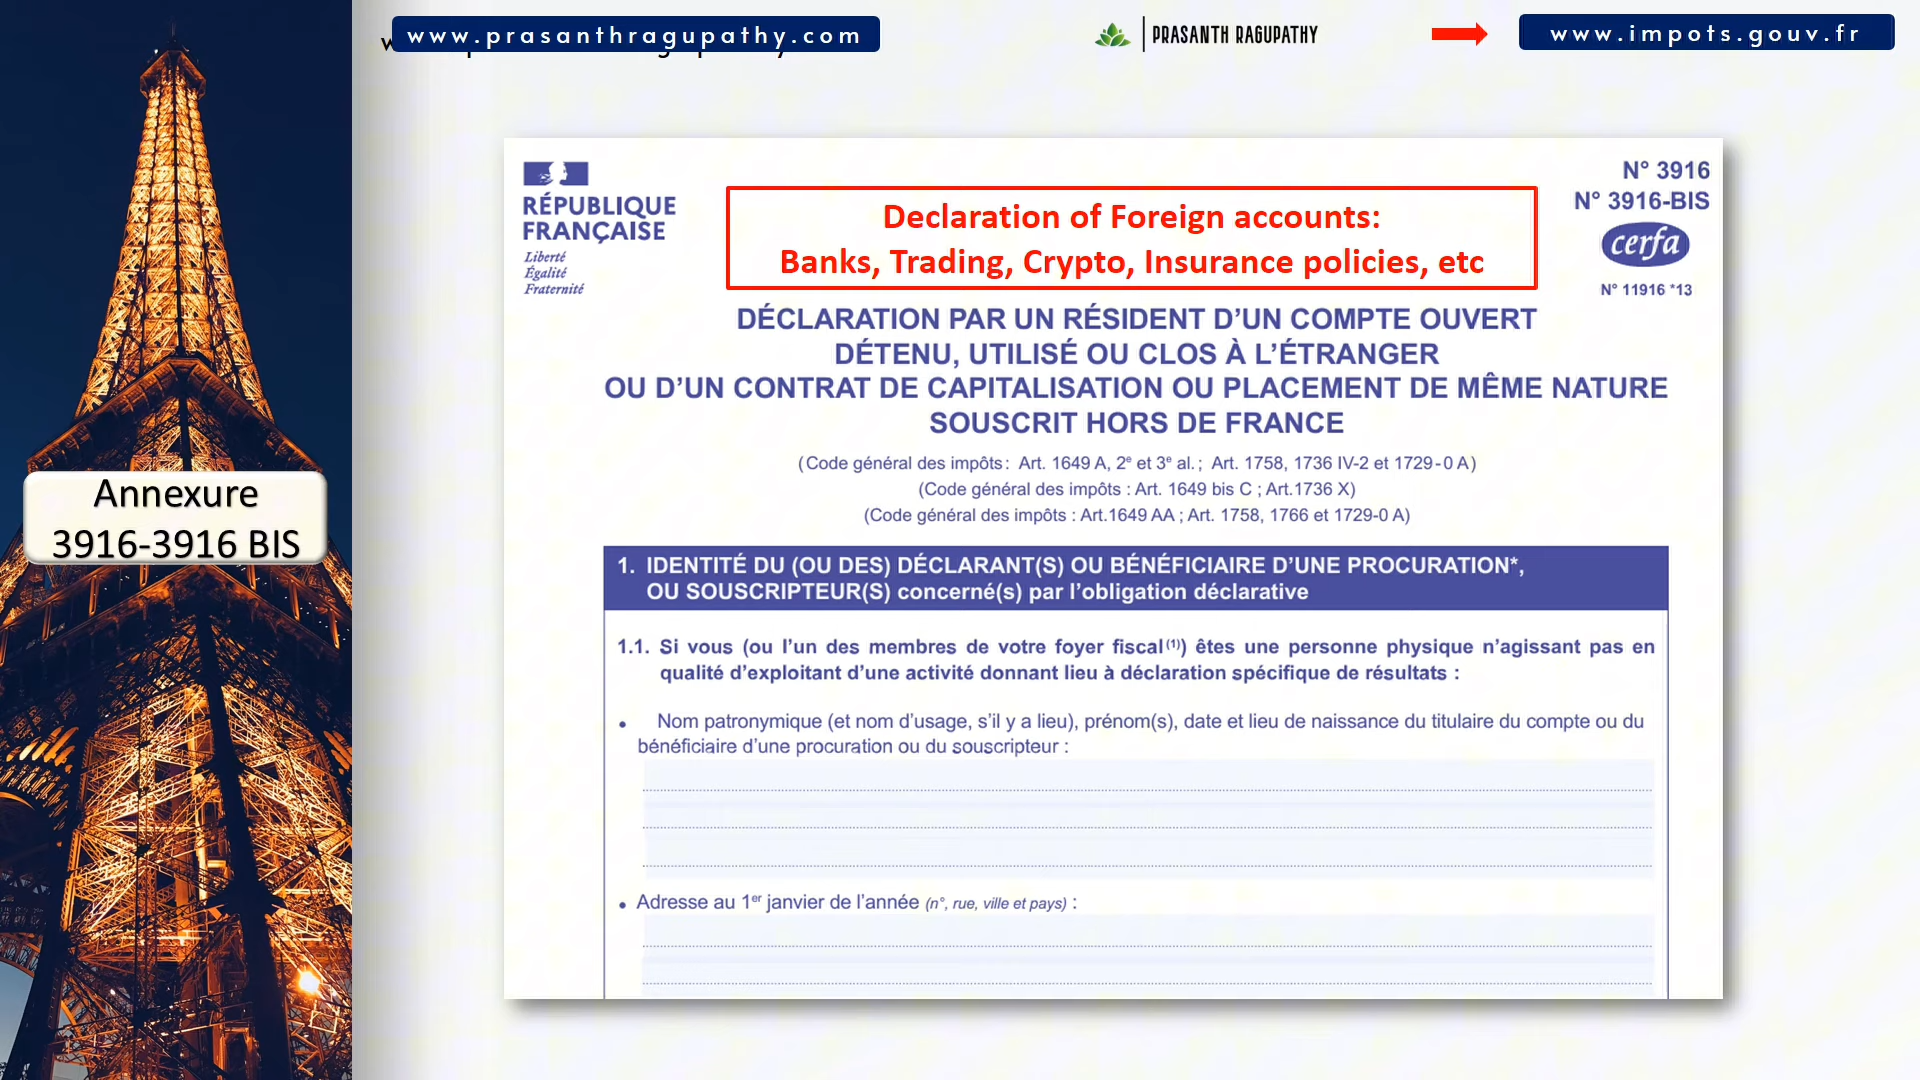 www.prasanthragupathy.com
PRASANTH RAGUPATHY
www.impots.gouv.fr
Annexure
3916-3916 BIS
RÉPUBLIQUE
FRANÇAISE
Liberté
Égalité
Fraternité
Declaration of Foreign accounts:
Banks, Trading, Crypto, Insurance policies, etc
N° 3916
N° 3916-BIS
cerfa
N° 11916 *13
DÉCLARATION PAR UN RÉSIDENT D’UN COMPTE OUVERT
DÉTENU, UTILISÉ OU CLOS À L’ÉTRANGER
OU D’UN CONTRAT DE CAPITALISATION OU PLACEMENT DE MÊME NATURE
SOUSCRIT HORS DE FRANCE
(Code général des impôts : Art. 1649 A, 2e et 3e al. ; Art. 1758, 1736 IV-2 et 1729-0 A)
(Code général des impôts : Art. 1649 bis C ; Art.1736 X)
(Code général des impôts : Art.1649 AA ; Art. 1758, 1766 et 1729-0 A)
1. IDENTITÉ DU (OU DES) DÉCLARANT(S) OU BÉNÉFICIAIRE D’UNE PROCURATION*,
OU SOUSCRIPTEUR(S) concerné(s) par l’obligation déclarative
1.1. Si vous (ou l’un des membres de votre foyer fiscal(1)) êtes une personne physique n’agissant pas en
qualité d’exploitant d’une activité donnant lieu à déclaration spécifique de résultats :
• Nom patronymique (et nom d’usage, s’il y a lieu), prénom(s), date et lieu de naissance du titulaire du compte ou du
bénéficiaire d’une procuration ou du souscripteur :
• Adresse au 1er janvier de l’année (n°, rue, ville et pays) :